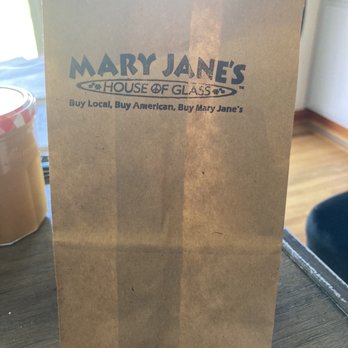 MARY JANE'S
HOUSE OF GLASS
Buy Local, Buy American, Buy Mary Jane's